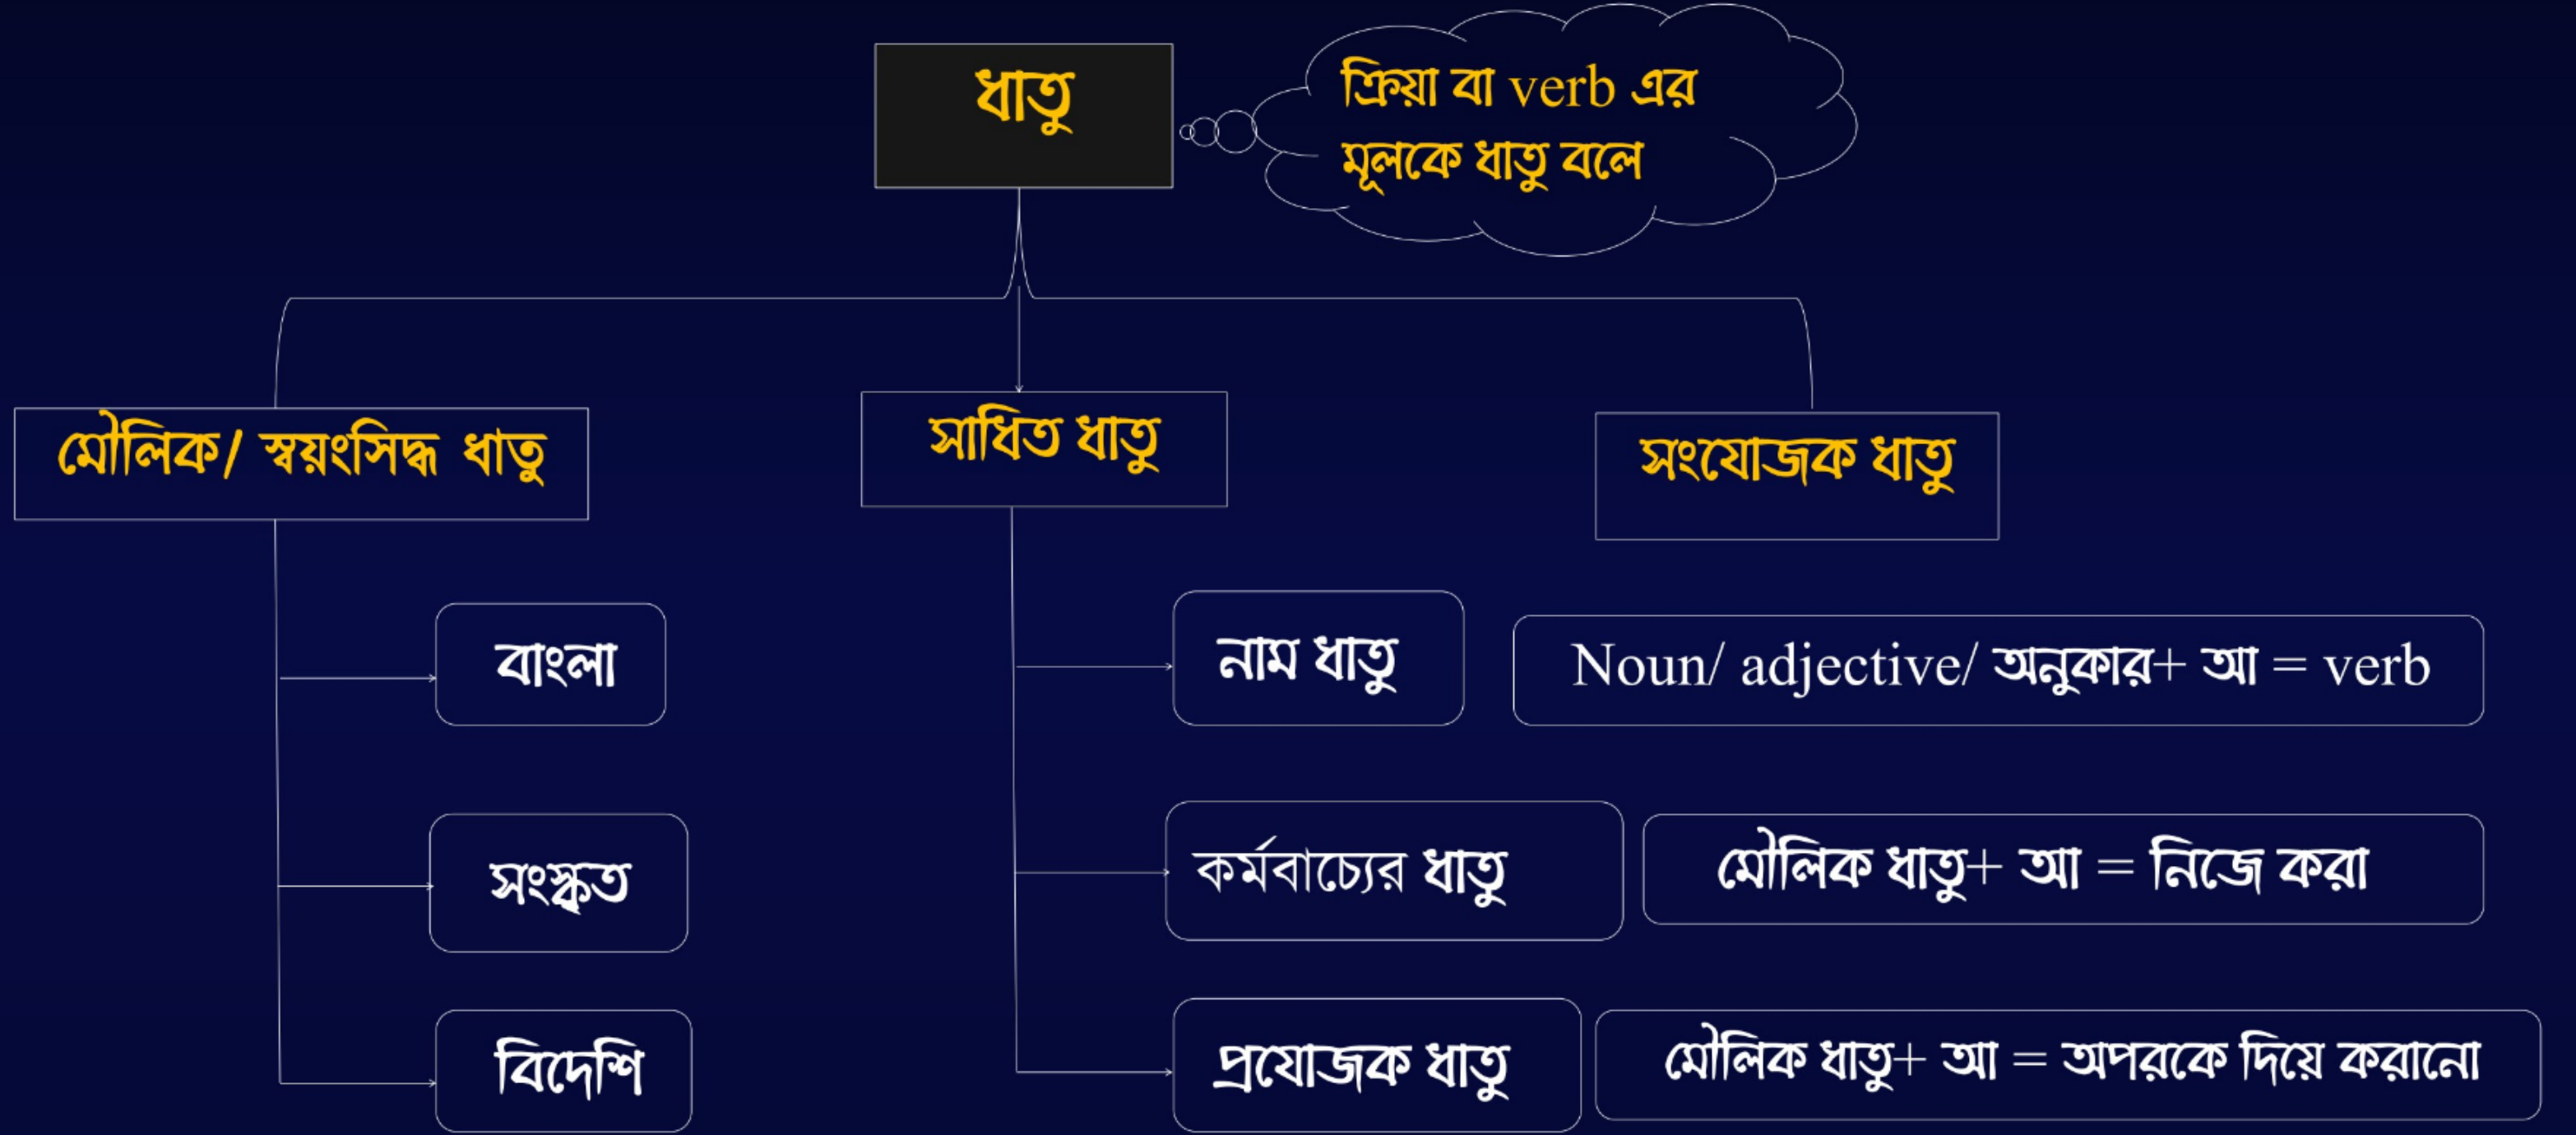 ধাতু
ক্রিয়া বা verb এর
মূলকে ধাতু বলে
মৌলিক/ স্বয়ংসিদ্ধ ধাতু
সাধিত ধাতু
সংযোজক ধাতু
বাংলা
নাম ধাতু
Noun/ adjective/ অনুকার+ আ = verb
সংস্কৃত
কর্মবাচ্যের ধাতু
মৌলিক ধাতু+ আ = নিজে করা
বিদেশি
প্রযোজক ধাতু
মৌলিক ধাতু+ আ = অপরকে দিয়ে করানো